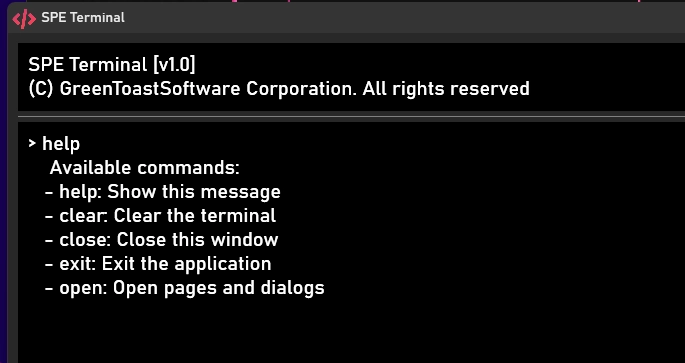 SPE Terminal
SPE Terminal [v1.0]
(C) GreenToastSoftware Corporation. All rights reserved
> help
Available commands:
- help: Show this message
- clear: Clear the terminal
- close: Close this window
- exit: Exit the application
- open: Open pages and dialogs